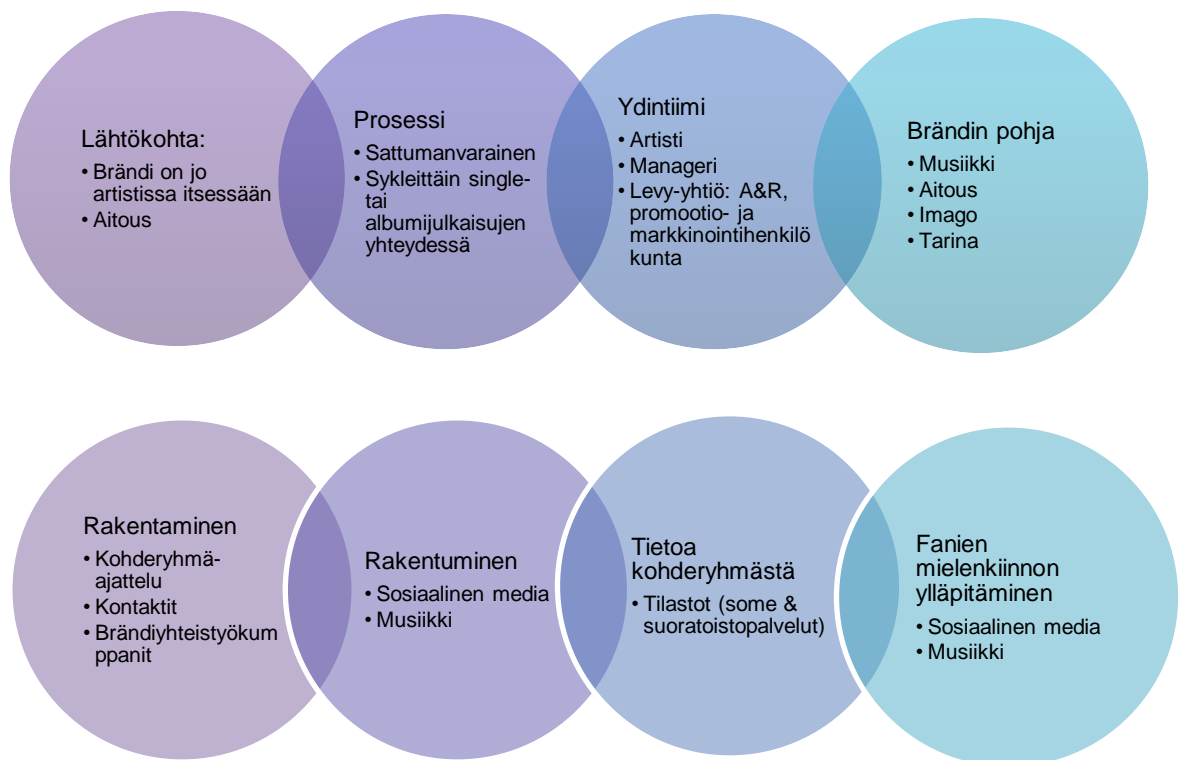 Lähtökohta:
• Brändi on jo
artistissa itsessään
• Aitous
Prosessi
• Sattumanvarainen
• Sykleittäin single-
tai
albumijulkaisujen
yhteydessä
Ydintiimi
• Artisti
• Manageri
• Levy-yhtiö: A&R,
promootio- ja
markkinointihenkilö
kunta
Brändin pohja
• Musiikki
• Aitous
• Imago
• Tarina
Rakentaminen
• Kohderyhmä-
ajattelu
• Kontaktit
• Brändiyhteistyökum
ppanit
Rakentuminen
• Sosiaalinen media
• Musiikki
Tietoa
kohderyhmästä
• Tilastot (some &
suoratoistopalvelut)
Fanien
mielenkiinnon
ylläpitäminen
• Sosiaalinen media
• Musiikki